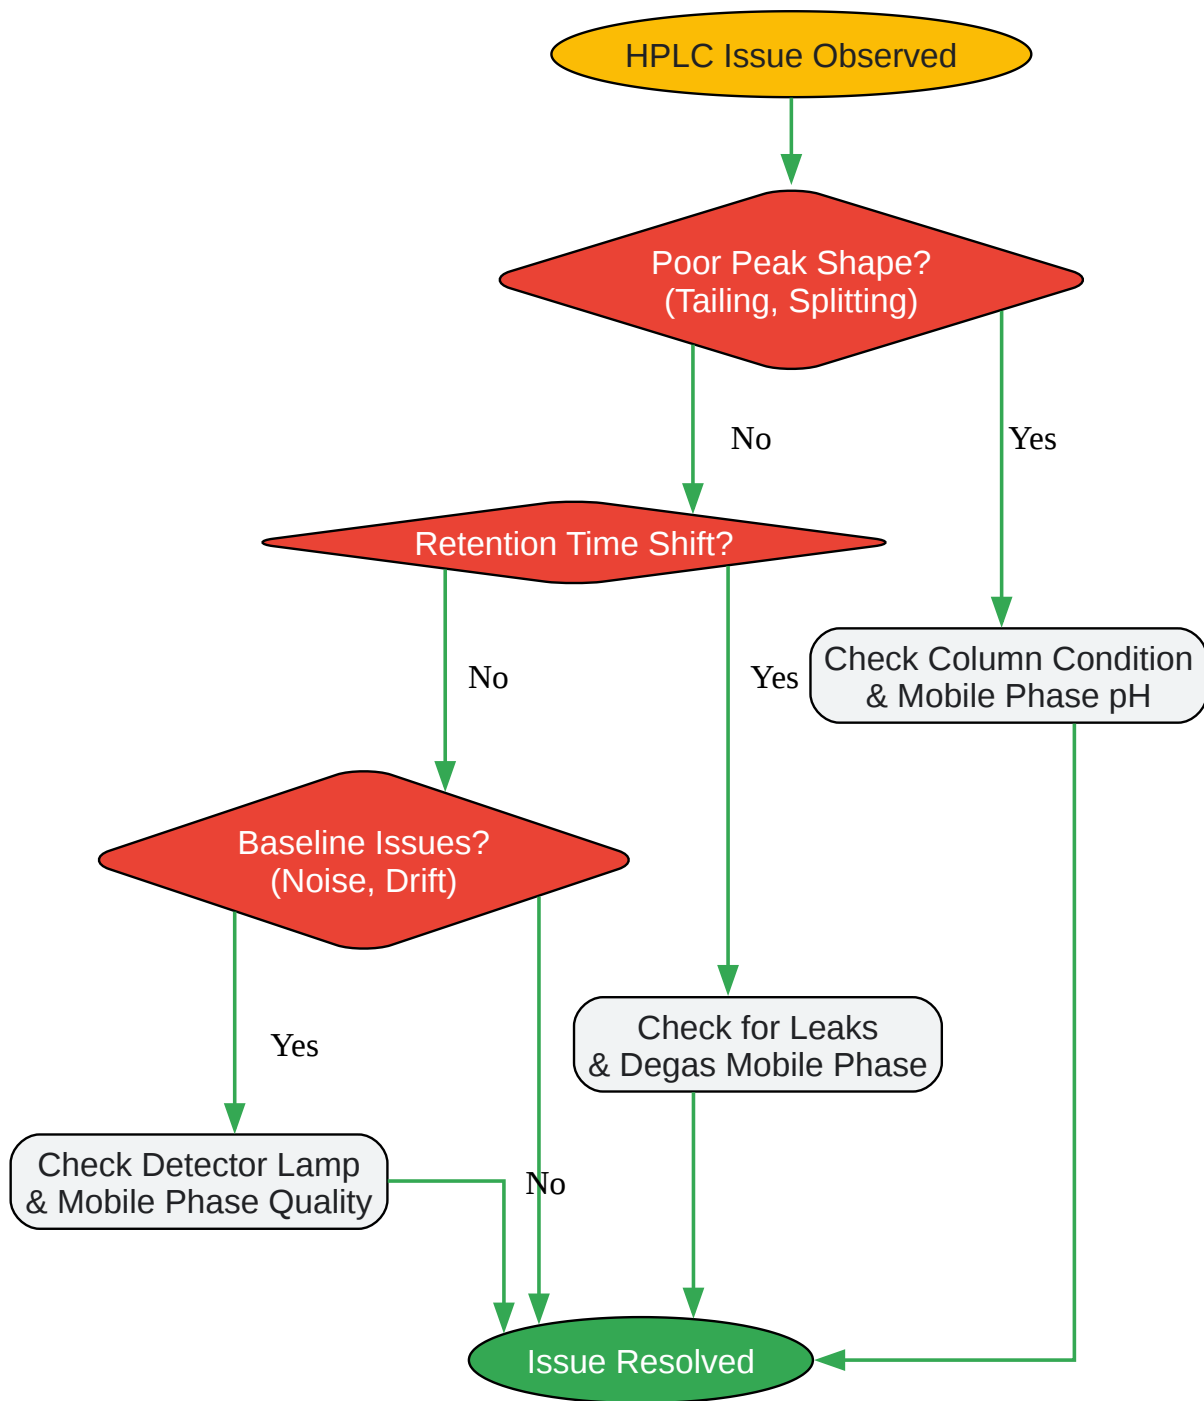 HPLC Issue Observed
Poor Peak Shape?
(Tailing, Splitting)
No
Yes
Retention Time Shift?
Check Column Condition
& Mobile Phase pH
No
Yes
Baseline Issues?
(Noise, Drift)
Check for Leaks
& Degas Mobile Phase
Yes
Check Detector Lamp
& Mobile Phase Quality
No
Issue Resolved